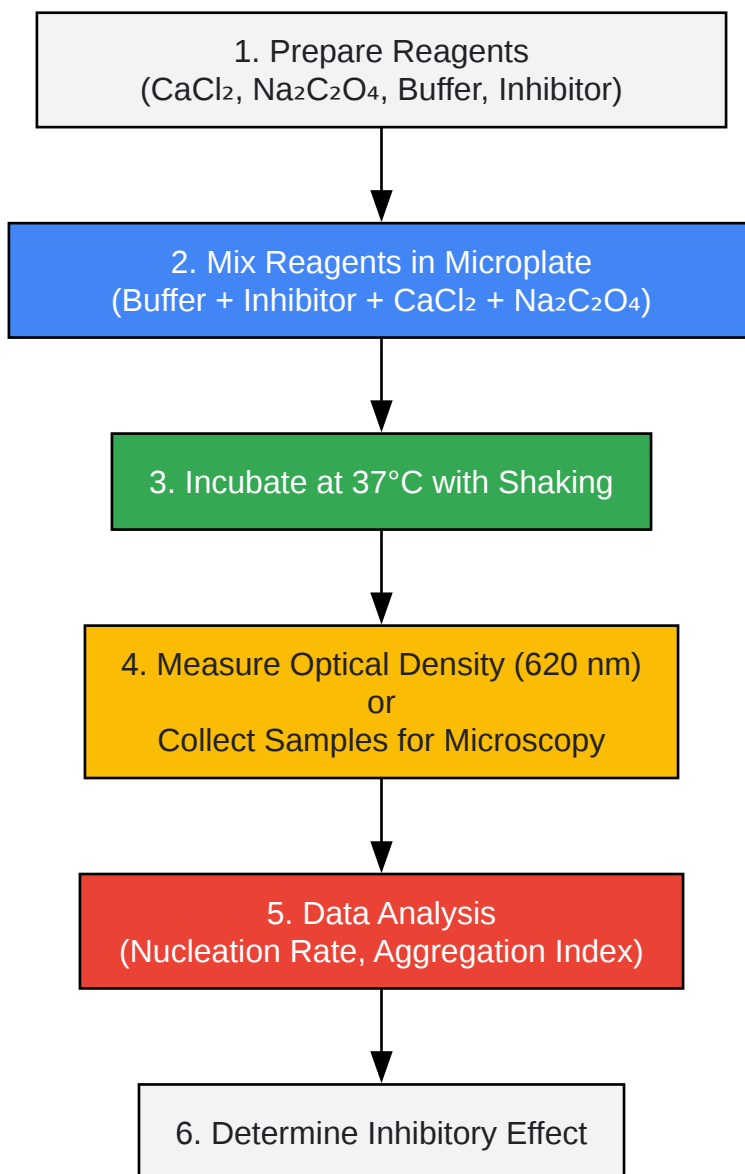 1. Prepare Reagents
(CaCl₂, Na₂C₂O₄, Buffer, Inhibitor)
2. Mix Reagents in Microplate
(Buffer + Inhibitor + CaCl₂ + Na₂C₂O₄)
3. Incubate at 37°C with Shaking
4. Measure Optical Density (620 nm)
or
Collect Samples for Microscopy
5. Data Analysis
(Nucleation Rate, Aggregation Index)
6. Determine Inhibitory Effect